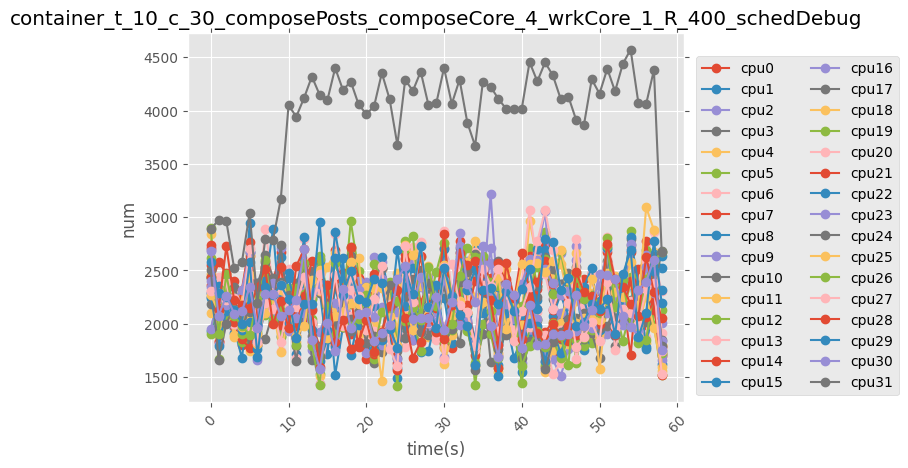 container_t_10_c_30_composePosts_composeCore_4_wrkCore_1_R_400_schedDebug
num
4500
4000
3500
3000
2500
2000
1500
0
10
20
30
40
50
60
time(s)
cpu0
cpu1
cpu2
cpu3
cpu4
cpu5
cpu6
cpu7
cpu8
cpu9
cpu10
cpu11
cpu12
cpu13
cpu14
cpu15
cpu16
cpu17
cpu18
cpu19
cpu20
cpu21
cpu22
cpu23
cpu24
cpu25
cpu26
cpu27
cpu28
cpu29
cpu30
cpu31